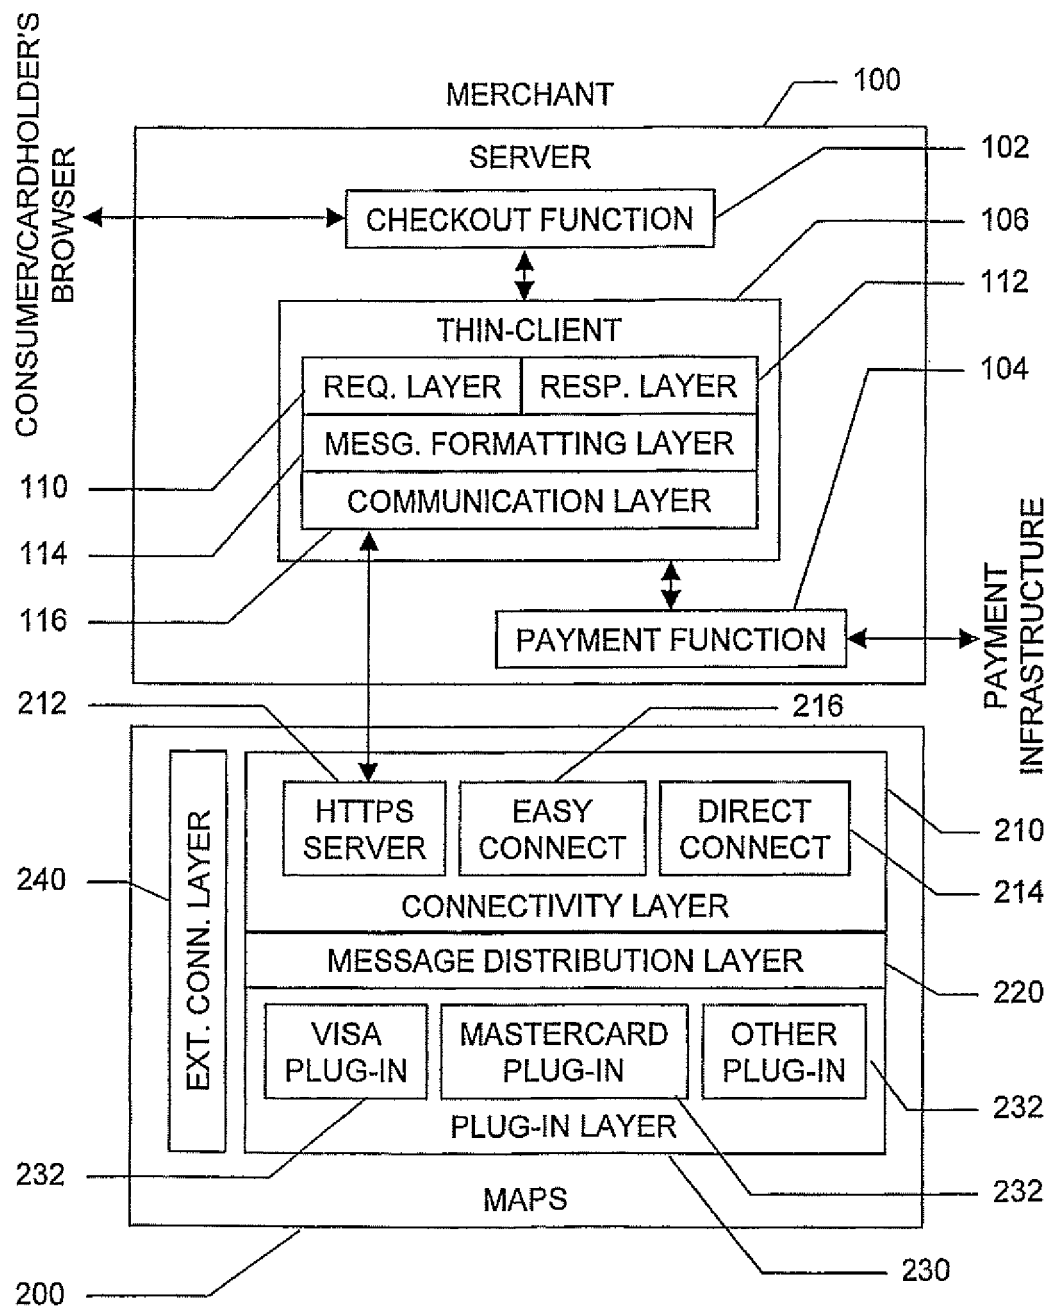 MERCHANT
100
SERVER
102
CONSUMER/CARDHOLDER'S
BROWSER
CHECKOUT FUNCTION
106
112
THIN-CLIENT
REQ. LAYER
RESP. LAYER
104
MESG. FORMATTING LAYER
110
COMMUNICATION LAYER
114
116
PAYMENT FUNCTION
PAYMENT
INFRASTRUCTURE
212
216
HTTPS
SERVER
EASY
CONNECT
DIRECT
CONNECT
210
240
214
EXT. CONN. LAYER
CONNECTIVITY LAYER
MESSAGE DISTRIBUTION LAYER
220
VISA
PLUG-IN
MASTERCARD
PLUG-IN
OTHER
PLUG-IN
232
PLUG-IN LAYER
232
232
MAPS
230
200